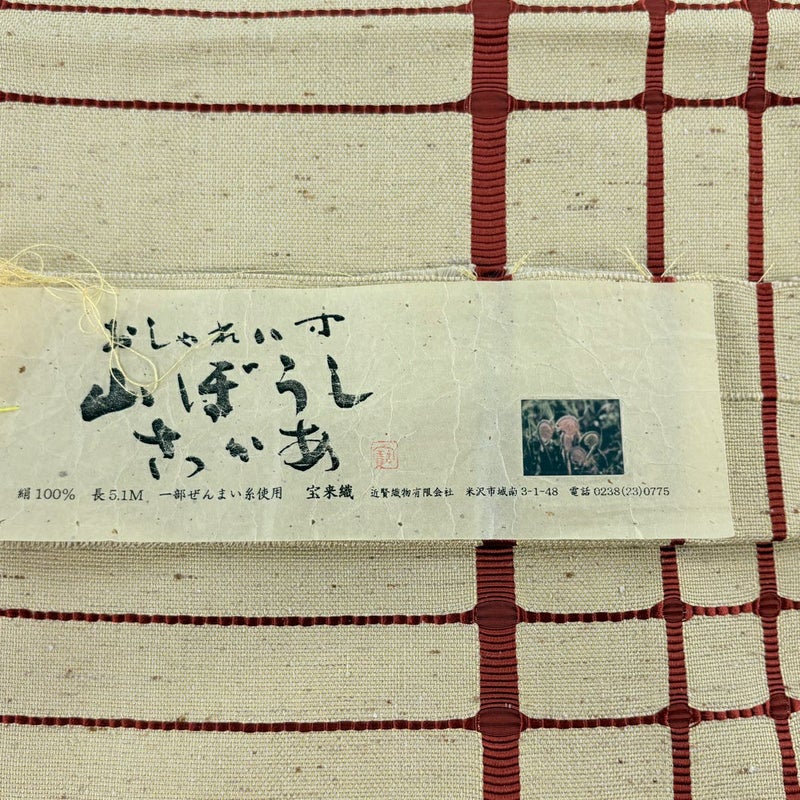 おしゃれい寸
山ぼうし
さっかあ
絹100% 長5.1M 一部ぜんまい糸使用 宝来織 近賢織物有限会社 米沢市城南3-1-48 電話0238(23)0775